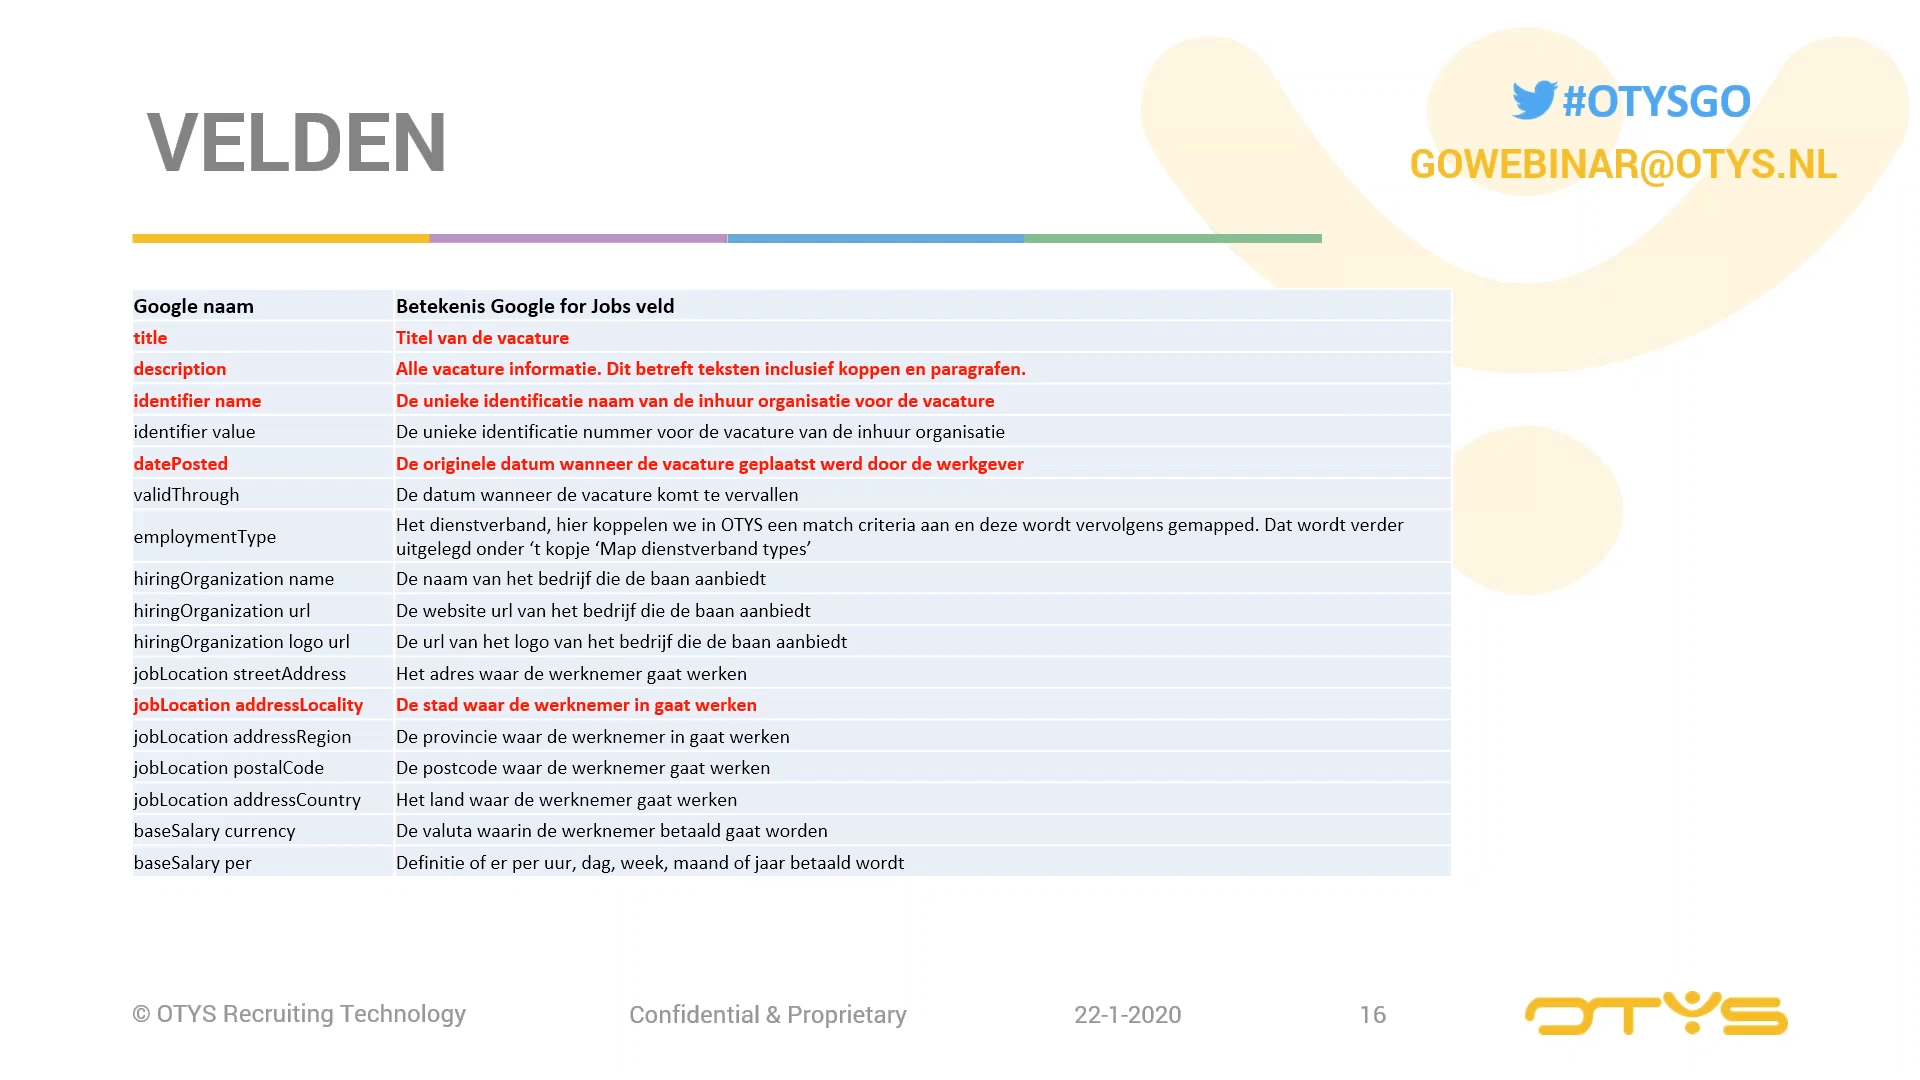 VELDEN
#OTYSGO
GOWEBINAR@OTYS.NL
Google naam Betekenis Google for Jobs veld
title Titel van de vacature
description Alle vacature informatie. Dit betreft teksten inclusief koppen en paragrafen.
identifier name De unieke identificatie naam van de inhuur organisatie voor de vacature
identifier value De unieke identificatie nummer voor de vacature van de inhuur organisatie
datePosted De originele datum wanneer de vacature geplaatst werd door de werkgever
validThrough De datum wanneer de vacature komt te vervallen
employmentType Het dienstverband, hier koppelen we in OTYS een match criteria aan en deze wordt vervolgens gemapped. Dat wordt verder
uitgelegd onder ‘t kopje ‘Map dienstverband types’
hiringOrganization name De naam van het bedrijf die de baan aanbiedt
hiringOrganization url De website url van het bedrijf die de baan aanbiedt
hiringOrganization logo url De url van het logo van het bedrijf die de baan aanbiedt
jobLocation streetAddress Het adres waar de werknemer gaat werken
jobLocation addressLocality De stad waar de werknemer in gaat werken
jobLocation addressRegion De provincie waar de werknemer in gaat werken
jobLocation postalCode De postcode waar de werknemer gaat werken
jobLocation addressCountry Het land waar de werknemer gaat werken
baseSalary currency De valuta waarin de werknemer betaald gaat worden
baseSalary per Definitie of er per uur, dag, week, maand of jaar betaald wordt
© OTYS Recruiting Technology Confidential & Proprietary 22-1-2020 16 OTYS